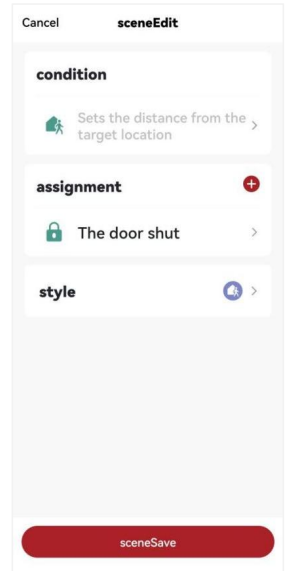 Cancel sceneEdit
condition
Sets the distance from the
target location
assignment
The door shut
style
sceneSave